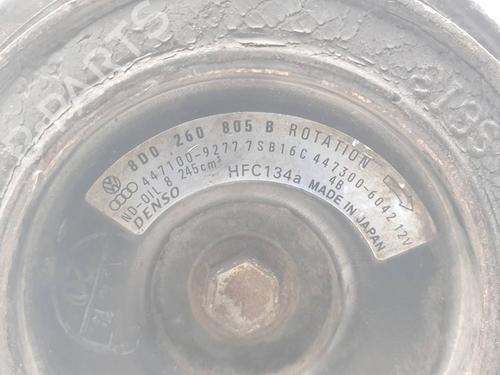 8D0 260 805 B ROTATION
447100-9277 7SB16C 447300-6042 12V
ND-OIL 8 245cm³ HFC134a 4B
DENSO MADE IN JAPAN